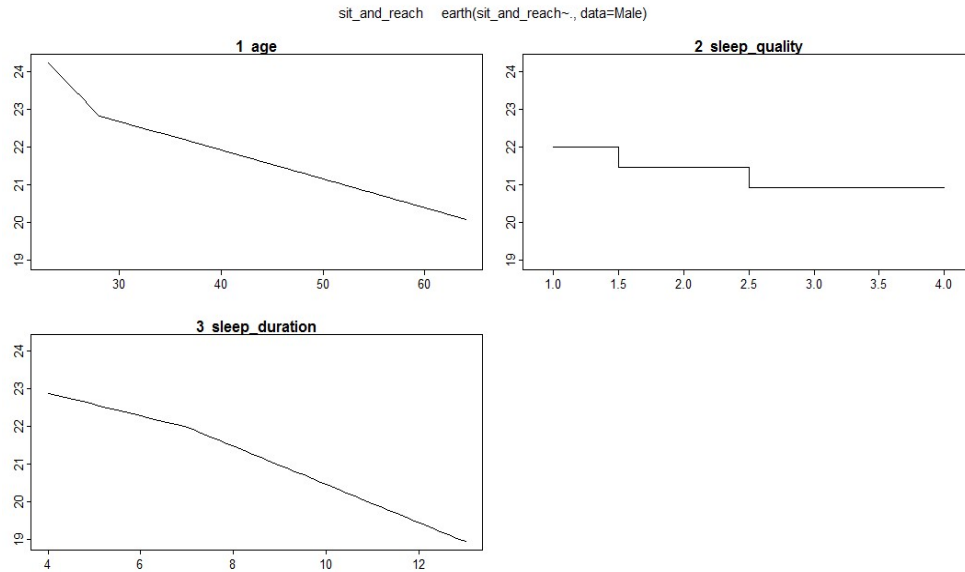 sit_and_reach earth(sit_and_reach~., data=Male)
1 age
24
23
22
21
20
19
30 40 50 60
2 sleep_quality
24
23
22
21
20
19
1.0 1.5 2.0 2.5 3.0 3.5 4.0
3 sleep_duration
24
23
22
21
20
19
4 6 8 10 12